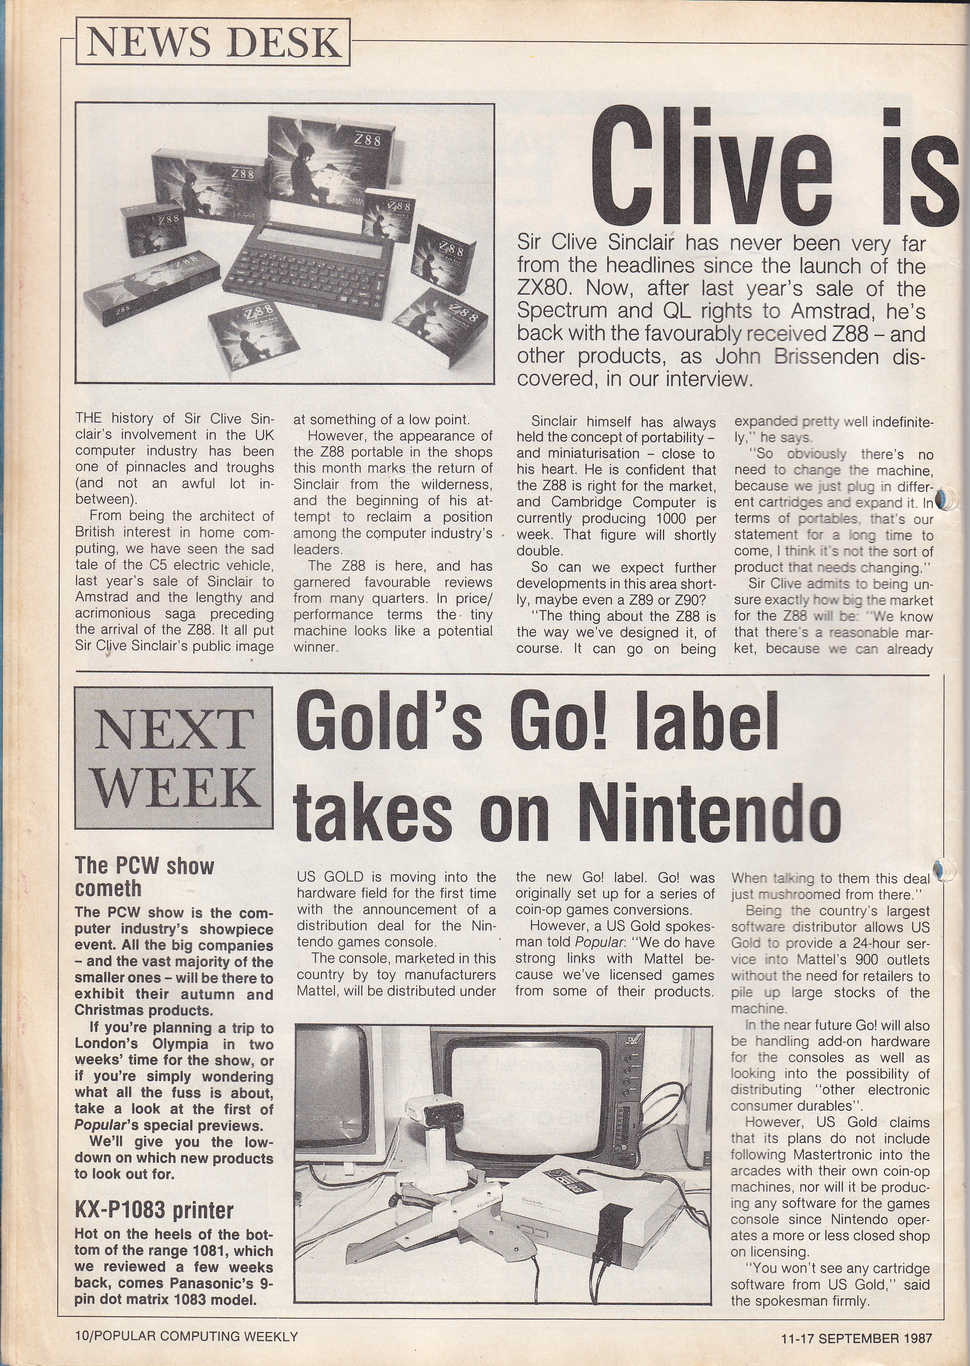 NEWS DESK
Z88
Z88
Z88
Z88
Z88
Z88
Z88
Z88
Z88
Clive is
Sir Clive Sinclair has never been very far
from the headlines since the launch of the
ZX80. Now, after last year's sale of the
Spectrum and QL rights to Amstrad, he's
back with the favourably received Z88 – and
other products, as John Brissenden dis-
covered, in our interview.
THE history of Sir Clive Sin-
clair's involvement in the UK
computer industry has been
one of pinnacles and troughs
(and not an awful lot in-
between).
From being the architect of
British interest in home com-
puting, we have seen the sad
tale of the C5 electric vehicle,
last year's sale of Sinclair to
Amstrad and the lengthy and
acrimonious saga preceding
the arrival of the Z88. It all put
Sir Clive Sinclair's public image
at something of a low point.
However, the appearance of
the Z88 portable in the shops
this month marks the return of
Sinclair from the wilderness,
and the beginning of his at-
tempt to reclaim a position
among the computer industry's
leaders.
The Z88 is here, and has
garnered favourable reviews
from many quarters. In price/
performance terms the tiny
machine looks like a potential
winner.
Sinclair himself has always
held the concept of portability –
and miniaturisation – close to
his heart. He is confident that
the Z88 is right for the market,
and Cambridge Computer is
currently producing 1000 per
week. That figure will shortly
double.
So can we expect further
developments in this area short-
ly, maybe even a Z89 or Z90?
"The thing about the Z88 is
the way we've designed it, of
course. It can go on being
expanded pretty well indefinite-
ly," he says.
"So obviously there's no
need to change the machine,
because we just plug in differ-
ent cartridges and expand it. In
terms of portables, that's our
statement for a long time to
come, I think it's not the sort of
product that needs changing."
Sir Clive admits to being un-
sure exactly how big the market
for the Z88 will be: "We know
that there's a reasonable mar-
ket, because we can already
NEXT
WEEK
The PCW show
cometh
The PCW show is the com-
puter industry's showpiece
event. All the big companies
– and the vast majority of the
smaller ones – will be there to
exhibit their autumn and
Christmas products.
If you're planning a trip to
London's Olympia in two
weeks' time for the show, or
if you're simply wondering
what all the fuss is about,
take a look at the first of
Popular's special previews.
We'll give you the low-
down on which new products
to look out for.
KX-P1083 printer
Hot on the heels of the bot-
tom of the range 1081, which
we reviewed a few weeks
back, comes Panasonic's 9-
pin dot matrix 1083 model.
Gold's Go! label
takes on Nintendo
US GOLD is moving into the
hardware field for the first time
with the announcement of a
distribution deal for the Nin-
tendo games console.
The console, marketed in this
country by toy manufacturers
Mattel, will be distributed under
the new Go! label. Go! was
originally set up for a series of
coin-op games conversions.
However, a US Gold spokes-
man told Popular: "We do have
strong links with Mattel be-
cause we've licensed games
from some of their products.
When talking to them this deal
just mushroomed from there."
Being the country's largest
software distributor allows US
Gold to provide a 24-hour ser-
vice into Mattel's 900 outlets
without the need for retailers to
pile up large stocks of the
machine.
In the near future Go! will also
be handling add-on hardware
for the consoles as well as
looking into the possibility of
distributing "other electronic
consumer durables".
However, US Gold claims
that its plans do not include
following Mastertronic into the
arcades with their own coin-op
machines, nor will it be produc-
ing any software for the games
console since Nintendo oper-
ates a more or less closed shop
on licensing.
"You won't see any cartridge
software from US Gold," said
the spokesman firmly.
10/POPULAR COMPUTING WEEKLY
11-17 SEPTEMBER 1987